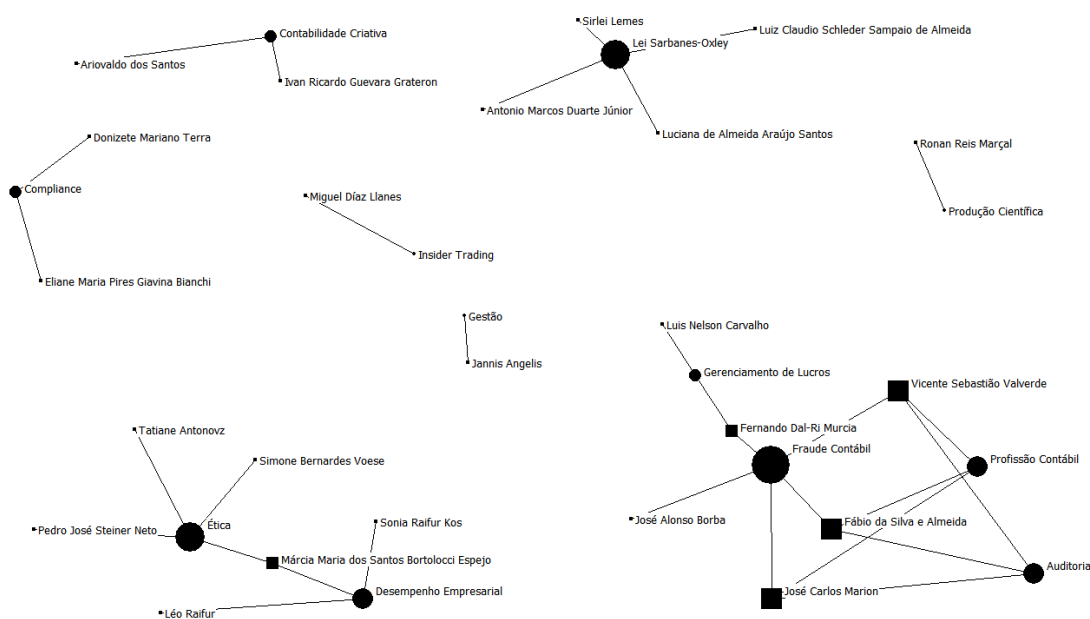 Sirlei Lemes
Luiz Claudio Schleder Sampaio de Almeida
Contabilidade Criativa
Lei Sarbanes-Oxley
Ariovaldo dos Santos
Ivan Ricardo Guevara Grateron
Antonio Marcos Duarte Júnior
Luciana de Almeida Araújo Santos
Donizete Mariano Terra
Ronan Reis Marçal
Compliance
Miguel Díaz Llanes
Produção Científica
Insider Trading
Eliane Maria Pires Giavina Bianchi
Gestão
Luis Nelson Carvalho
Jannis Angelis
Gerenciamento de Lucros
Vicente Sebastião Valverde
Tatiane Antonovz
Fernando Dal-Ri Murcia
Fraude Contábil
Simone Bernardes Voese
Profissão Contábil
José Alonso Borba
Sonia Raifur Kos
Fábio da Silva e Almeida
Ética
Pedro José Steiner Neto
Márcia Maria dos Santos Bortolocci Espejo
Auditoria
Desempenho Empresarial
José Carlos Marion
Léo Raifur